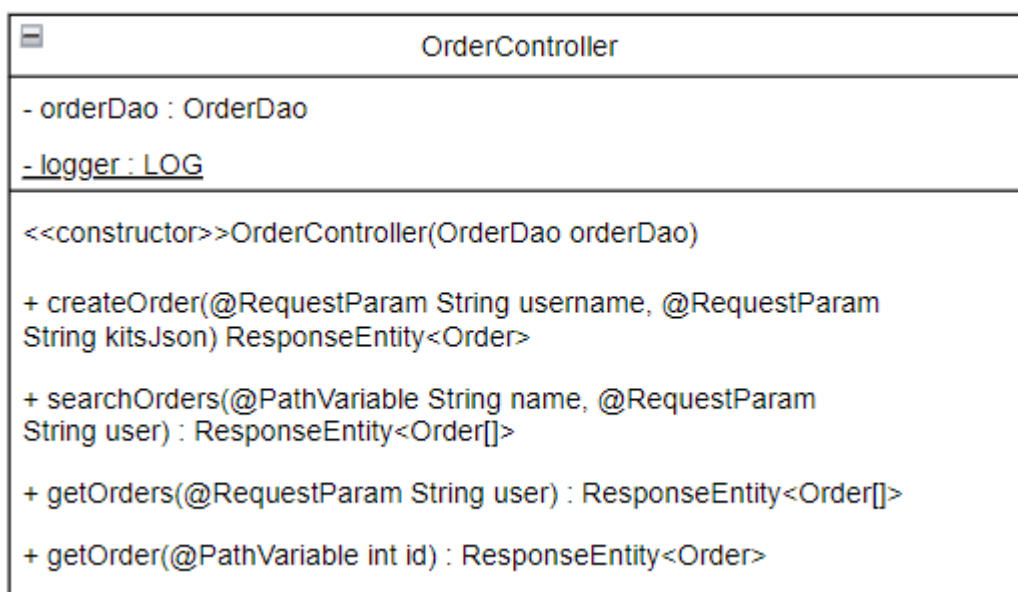 OrderController
- orderDao : OrderDao
- logger : LOG
<<constructor>>OrderController(OrderDao orderDao)
+ createOrder(@RequestParam String username, @RequestParam
String kitsJson) ResponseEntity<Order>
+ searchOrders(@PathVariable String name, @RequestParam
String user) : ResponseEntity<Order[]>
+ getOrders(@RequestParam String user) : ResponseEntity<Order[]>
+ getOrder(@PathVariable int id) : ResponseEntity<Order>